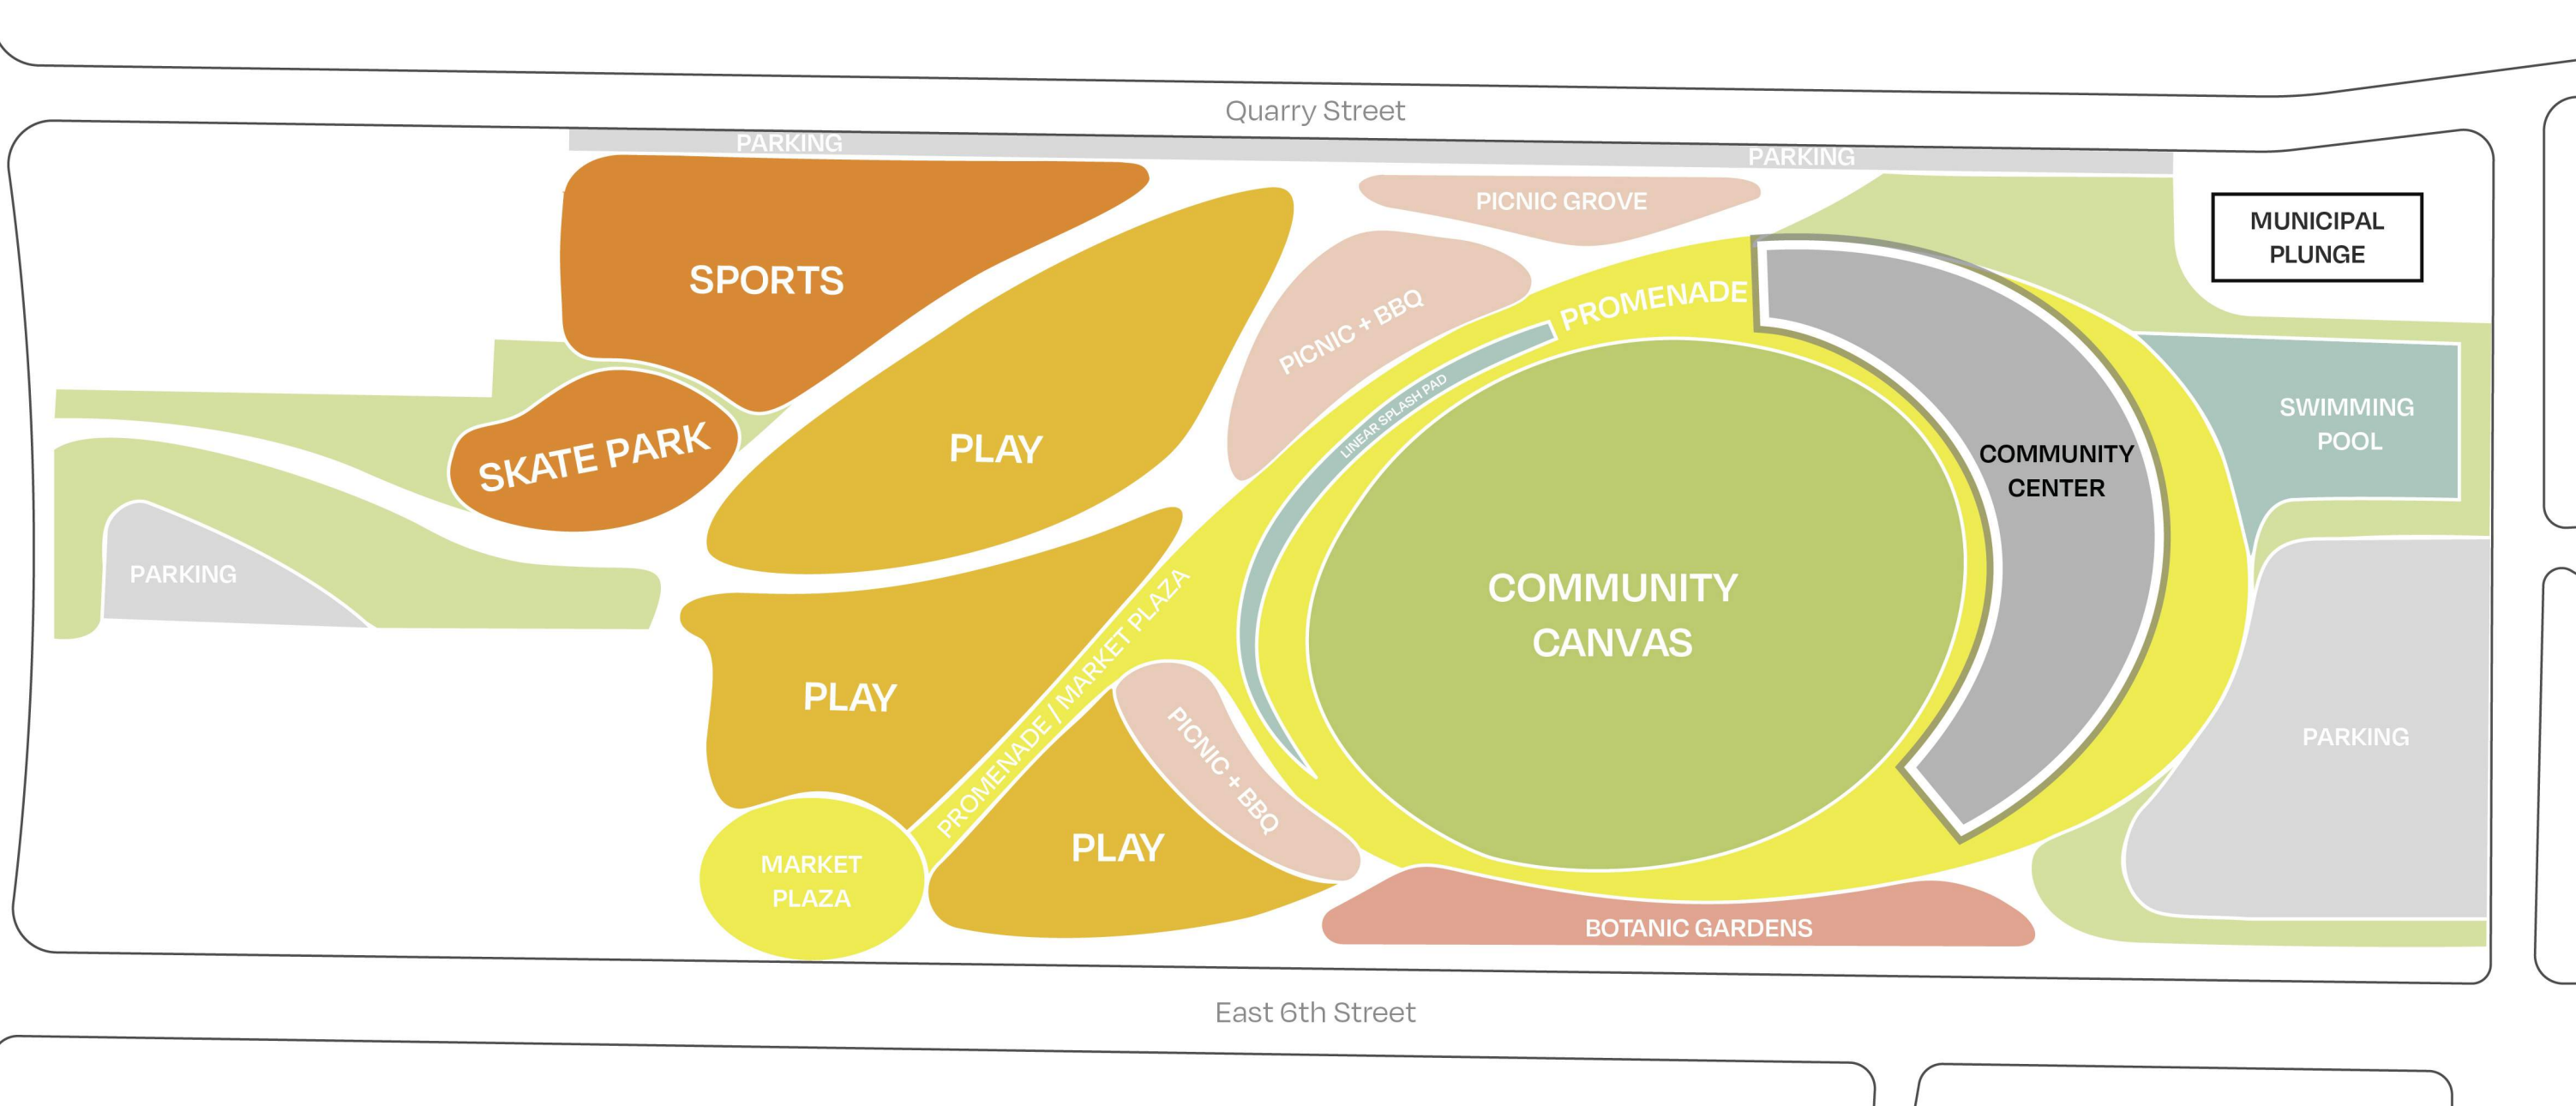 Quarry Street
PARKING
PARKING
PICNIC GROVE
MUNICIPAL
PLUNGE
SPORTS
PROMENADE
PICNIC + BBQ
LINEAR SPLASH PAD
SWIMMING
POOL
SKATE PARK
PLAY
COMMUNITY
CENTER
PARKING
COMMUNITY
CANVAS
PLAY
PROMENADE / MARKET PLAZA
PICNIC + BBQ
PARKING
PLAY
MARKET
PLAZA
BOTANIC GARDENS
East 6th Street